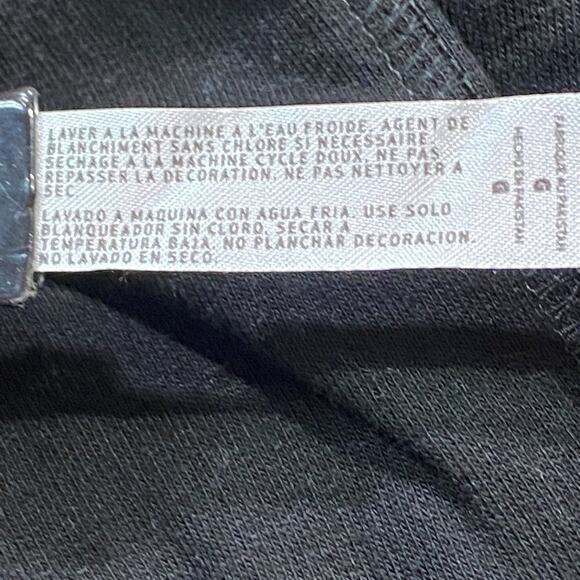 LAVER A LA MACHINE À L'EAU FROIDE, AGENT DE
BLANCHIMENT SANS CHLORE SI NÉCESSAIRE,
SECHAGE A LA MACHINE CYCLE DOUX, NE PAS
REPASSER LA DÉCORATION, NE PAS NETTOYER A
SEC
LAVADO A MAQUINA CON AGUA FRIA. USE SOLO
BLANQUEADOR SIN CLORO, SECAR A
TEMPERATURA BAJA. NO PLANCHAR DECORACION.
NO LAVADO EN SECO.
FABRIQUE AU PAKISTAN
G
HECHO EN PAKISTAN
G